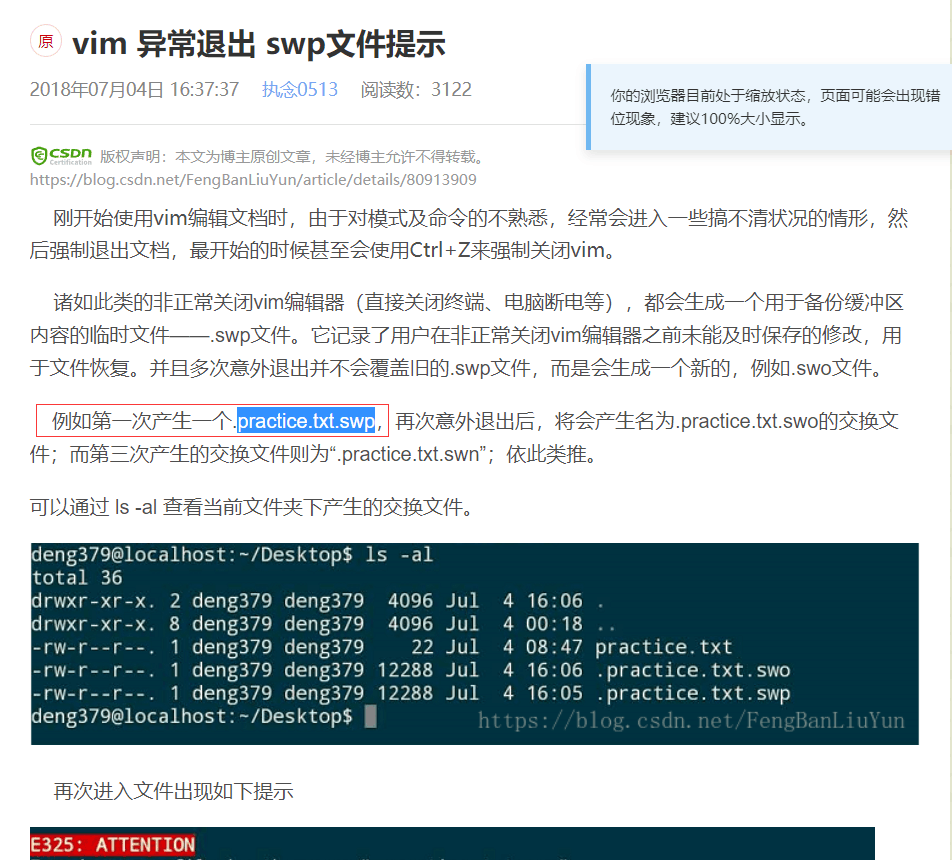 原 vim 异常退出 swp文件提示
2018年07月04日 16:37:37 执念0513 阅读数：3122
你的浏览器目前处于缩放状态，页面可能会出现错
位现象，建议100%大小显示。
CSDN Certification 版权声明：本文为博主原创文章，未经博主允许不得转载。
https://blog.csdn.net/FengBanLiuYun/article/details/80913909
刚开始使用vim编辑文档时，由于对模式及命令的不熟悉，经常会进入一些搞不清状况的情形，然
后强制退出文档，最开始的时候甚至会使用Ctrl+Z来强制关闭vim。
诸如此类的非正常关闭vim编辑器（直接关闭终端、电脑断电等），都会生成一个用于备份缓冲区
内容的临时文件——.swp文件。它记录了用户在非正常关闭vim编辑器之前未能及时保存的修改，用
于文件恢复。并且多次意外退出并不会覆盖旧的.swp文件，而是会生成一个新的，例如.swo文件。
例如第一次产生一个.practice.txt.swp，再次意外退出后，将会产生名为.practice.txt.swo的交换文
件；而第三次产生的交换文件则为“.practice.txt.swn”；依此类推。
可以通过 ls -al 查看当前文件夹下产生的交换文件。
deng379@localhost:~/Desktop$ ls -al
total 36
drwxr-xr-x. 2 deng379 deng379 4096 Jul 4 16:06 .
drwxr-xr-x. 8 deng379 deng379 4096 Jul 4 00:18 ..
-rw-r--r--. 1 deng379 deng379 22 Jul 4 08:47 practice.txt
-rw-r--r--. 1 deng379 deng379 12288 Jul 4 16:06 .practice.txt.swo
-rw-r--r--. 1 deng379 deng379 12288 Jul 4 16:05 .practice.txt.swp
deng379@localhost:~/Desktop$
https://blog.csdn.net/FengBanLiuYun
再次进入文件出现如下提示
E325: ATTENTION